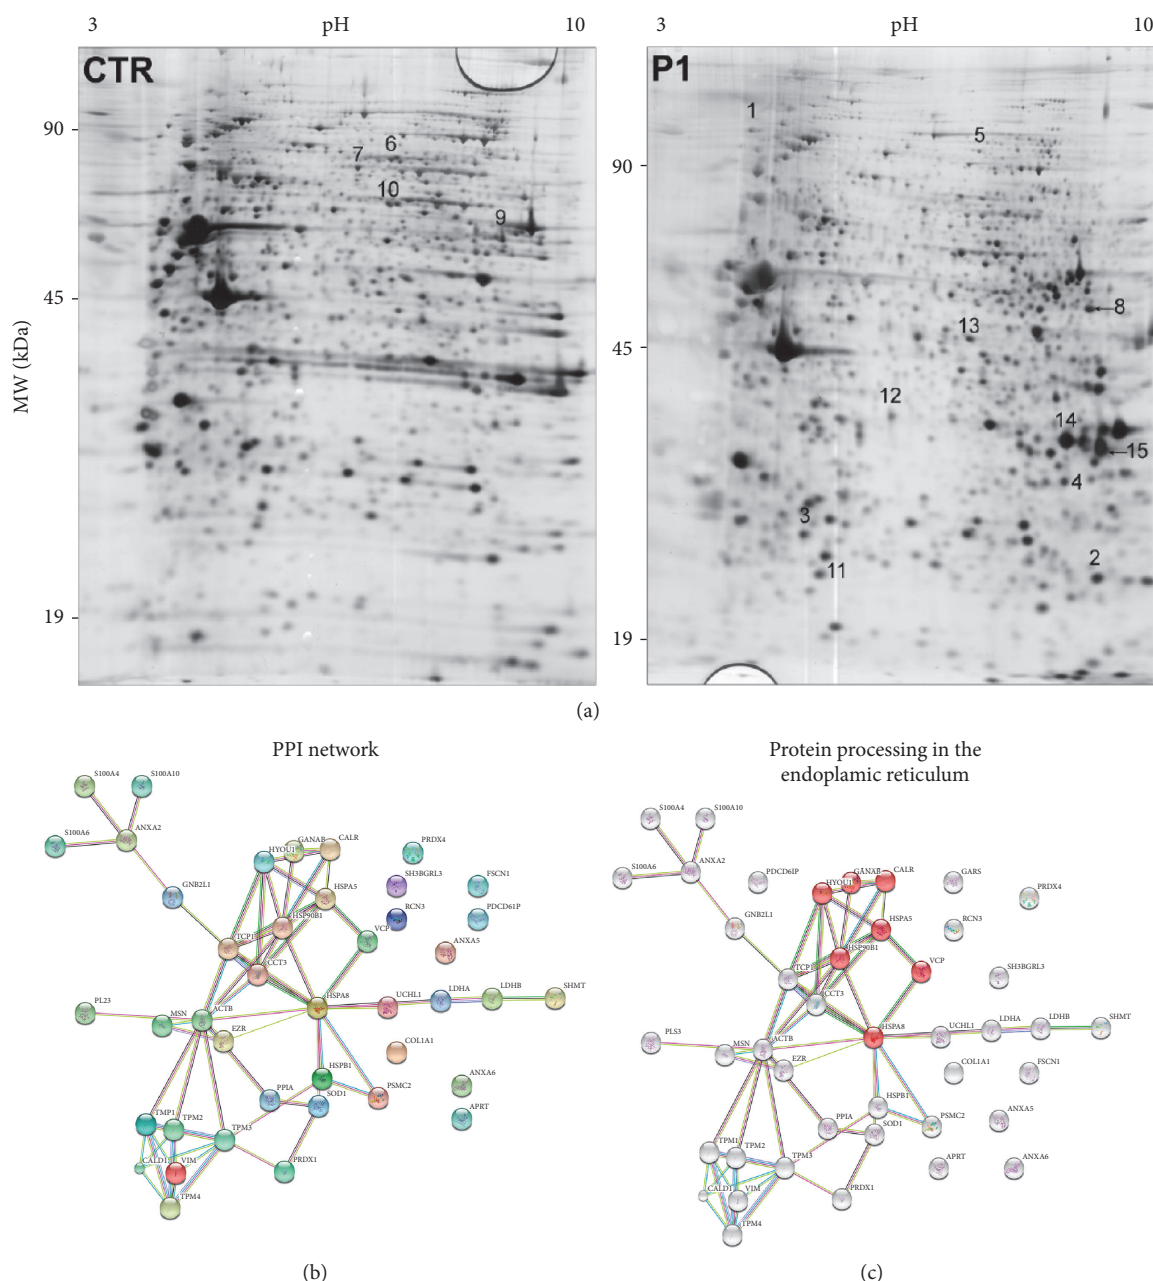 (a)
3 pH 10
3 pH 10
CTR
P1
MW (kDa)
90
45
19
90
45
19
6
7
10
9
1
5
8
13
12
14
15
4
3
2
11
PPI network
S100A4
S100A10
S100A6
ANXA2
GNB2L1
HYOU1
GANAB
CALR
PRDX4
SH3BGRL3
FSCN1
HSPA5
RCN3
PDCD61P
HSP90B1
TCP1
VCP
ANXA5
CCT3
HSPA8
UCHL1
LDHA
LDHB
SHMT
PL23
MSN
ACTB
EZR
COL1A1
HSPB1
ANXA6
PPIA
SOD1
PSMC2
APRT
TMP1
TPM2
TPM3
CALD1
VIM
PRDX1
TPM4
(b)
Protein processing in the
endoplamic reticulum
S100A4
S100A10
S100A6
ANXA2
PDCD6IP
GNB2L1
HYOU1
GANAB
CALR
GARS
PRDX4
HSPA5
RCN3
HSP90B1
TCP1
VCP
SH3BGRL3
CCT3
HSPA8
UCHL1
LDHA
LDHB
SHMT
PLS3
MSN
ACTB
EZR
COL1A1
FSCN1
HSPB1
PPIA
SOD1
PSMC2
ANXA5
TPM1
TPM2
TPM3
APRT
ANXA6
CALD1
VIM
PRDX1
TPM4
(c)